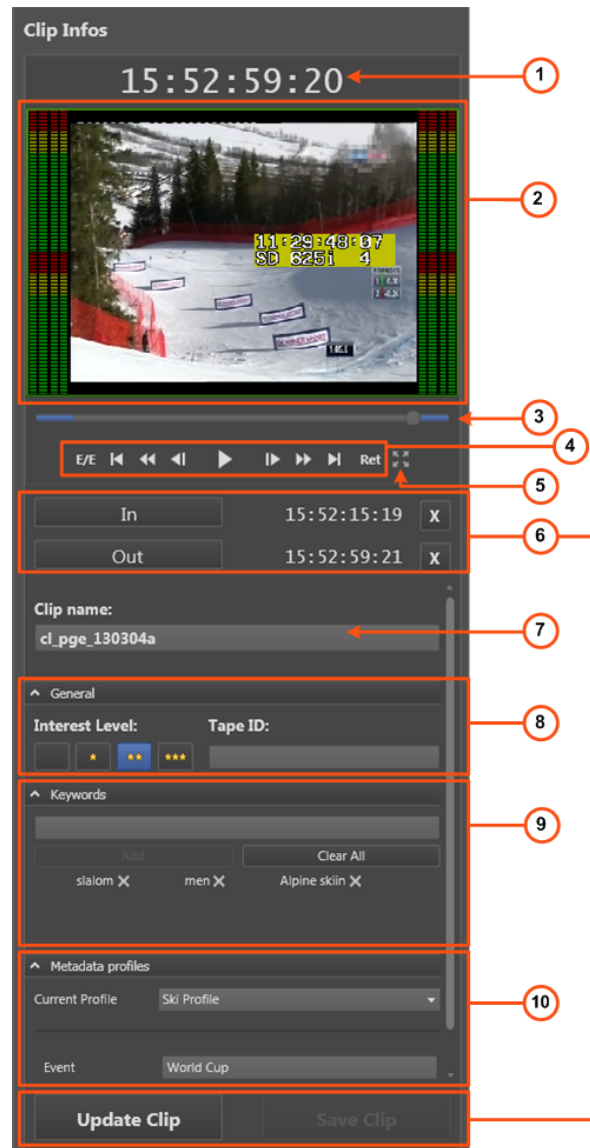 Clip Infos
15:52:59:20
1
2
11:29:48:07
SD 625i 4
3
4
E/E Ret
5
In 15:52:15:19 X
6
Out 15:52:59:21 X
Clip name:
7
cl_pge_130304a
General
8
Interest Level: Tape ID:
Keywords
9
Add Clear All
slalom men Alpine skiin
Metadata profiles
Current Profile Ski Profile
10
Event World Cup
Update Clip Save Clip